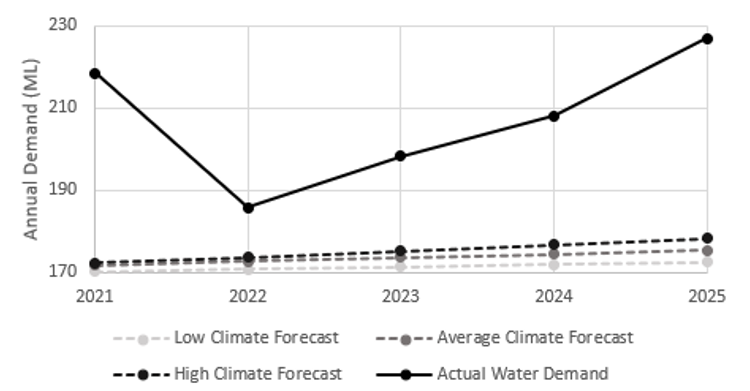 230
210
190
170
Annual Demand (ML)
2021 2022 2023 2024 2025
Low Climate Forecast Average Climate Forecast
High Climate Forecast Actual Water Demand